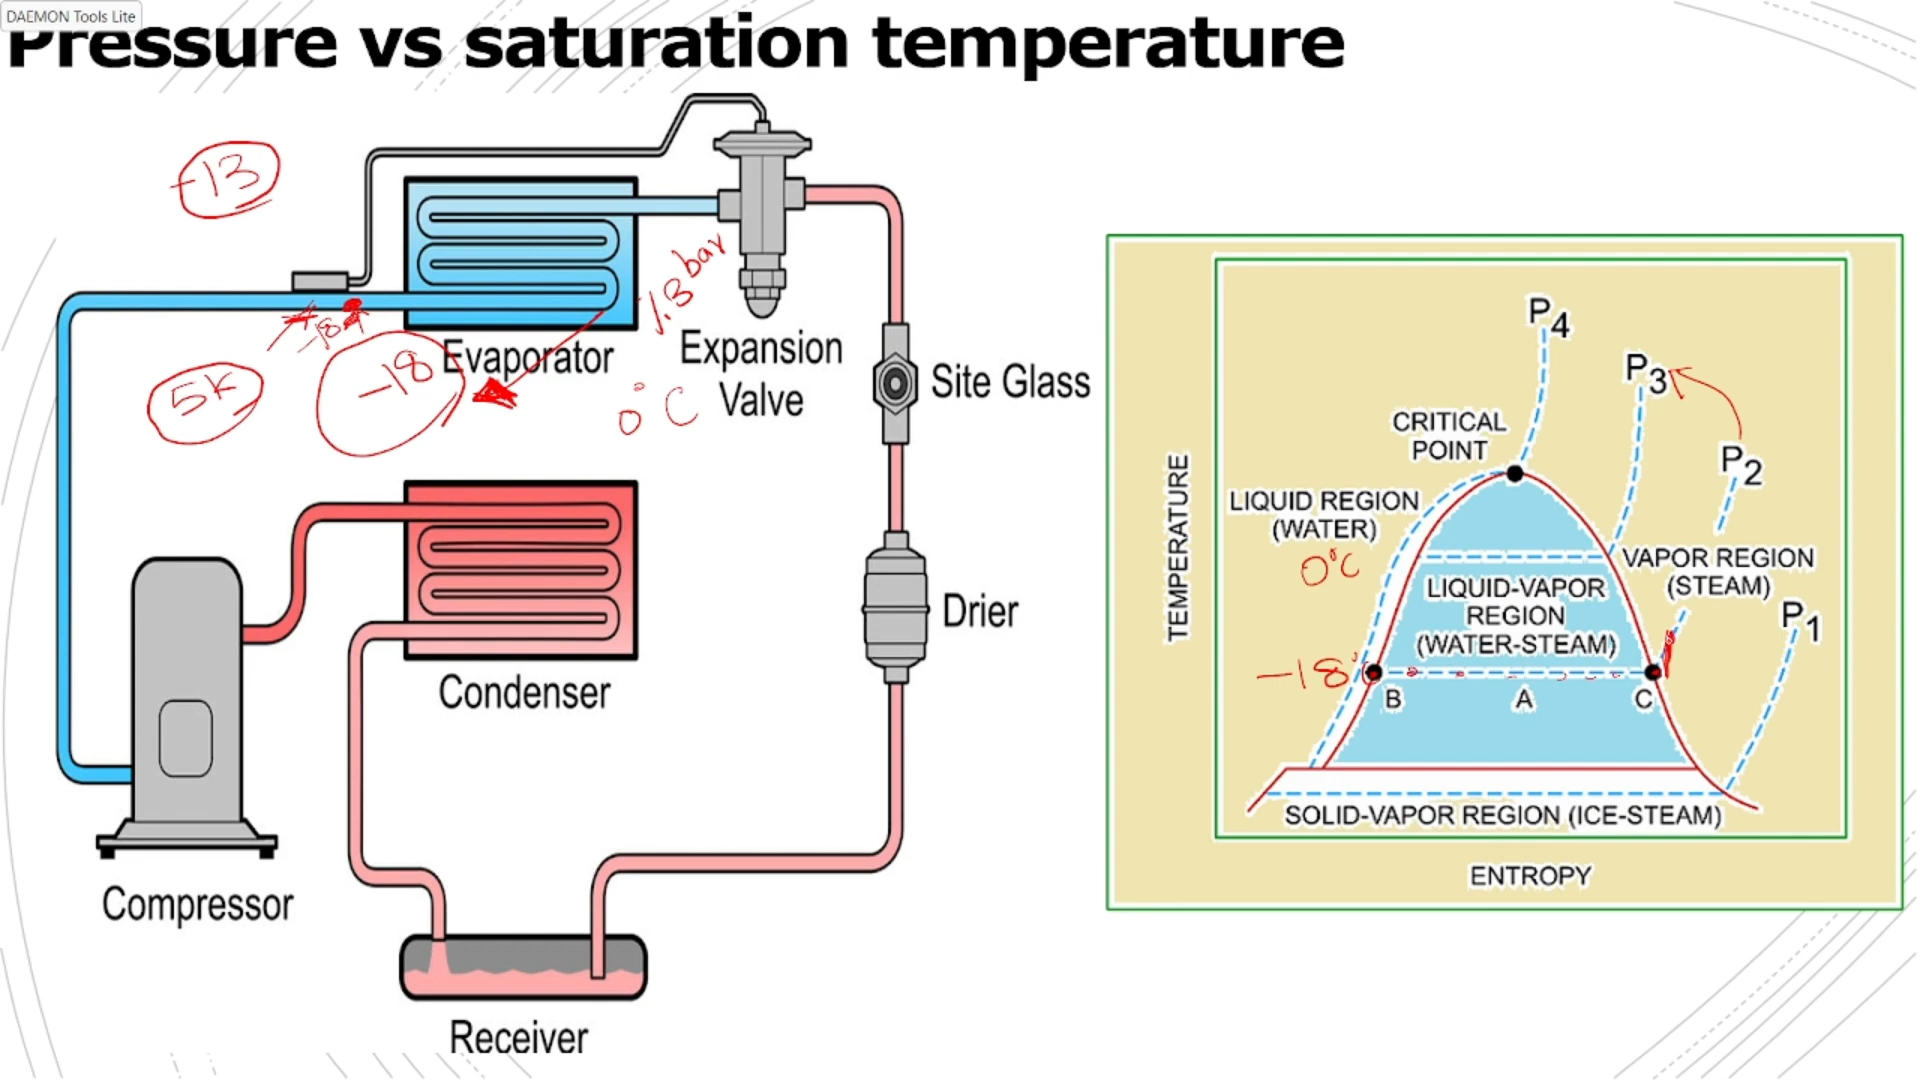 DAEMON Tools Lite
Pressure vs saturation temperature
-13
1.3 bar
-18
Evaporator
-18
5K
0°C
Expansion
Valve
Site Glass
Condenser
Drier
Compressor
Receiver
P4
P3
P2
CRITICAL
POINT
LIQUID REGION
(WATER)
0°C
VAPOR REGION
(STEAM)
LIQUID-VAPOR
REGION
(WATER-STEAM)
P1
-18°C
B A C
TEMPERATURE
SOLID-VAPOR REGION (ICE-STEAM)
ENTROPY